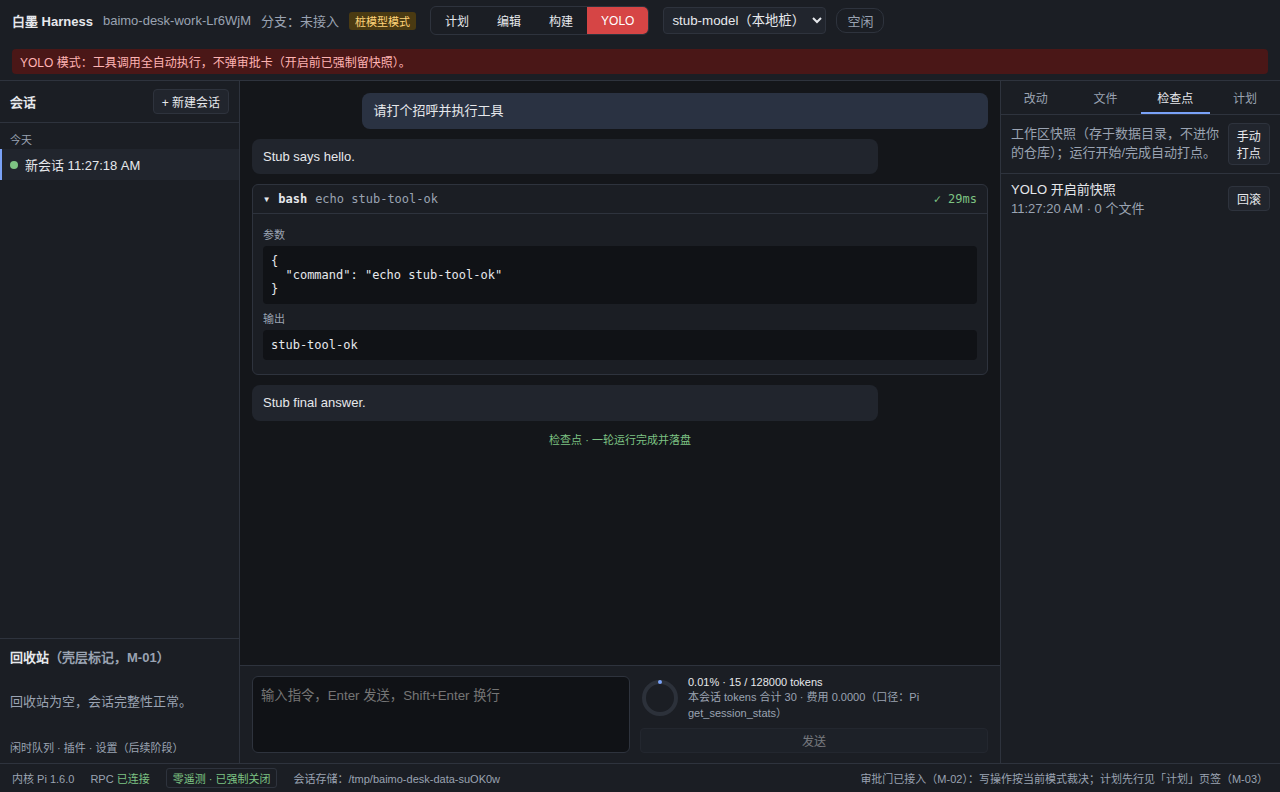 白墨 Harness baimo-desk-work-Lr6WjM 分支：未接入 桩模型模式 计划 编辑 构建 YOLO stub-model（本地桩） 空闲
YOLO 模式：工具调用全自动执行，不弹审批卡（开启前已强制留快照）。
会话 + 新建会话
今天
新会话 11:27:18 AM
回收站（壳层标记，M-01）
回收站为空，会话完整性正常。
闲时队列 · 插件 · 设置（后续阶段）
请打个招呼并执行工具
Stub says hello.
▾ bash echo stub-tool-ok ✓ 29ms
参数
{
  "command": "echo stub-tool-ok"
}
输出
stub-tool-ok
Stub final answer.
检查点 · 一轮运行完成并落盘
输入指令，Enter 发送，Shift+Enter 换行
0.01% · 15 / 128000 tokens
本会话 tokens 合计 30 · 费用 0.0000（口径：Pi
get_session_stats）
发送
改动 文件 检查点 计划
工作区快照（存于数据目录，不进你
的仓库）；运行开始/完成自动打点。
手动
打点
YOLO 开启前快照
11:27:20 AM · 0 个文件
回滚
内核 Pi 1.6.0 RPC 已连接 零遥测 · 已强制关闭 会话存储：/tmp/baimo-desk-data-suOK0w 审批门已接入（M-02）：写操作按当前模式裁决；计划先行见「计划」页签（M-03）